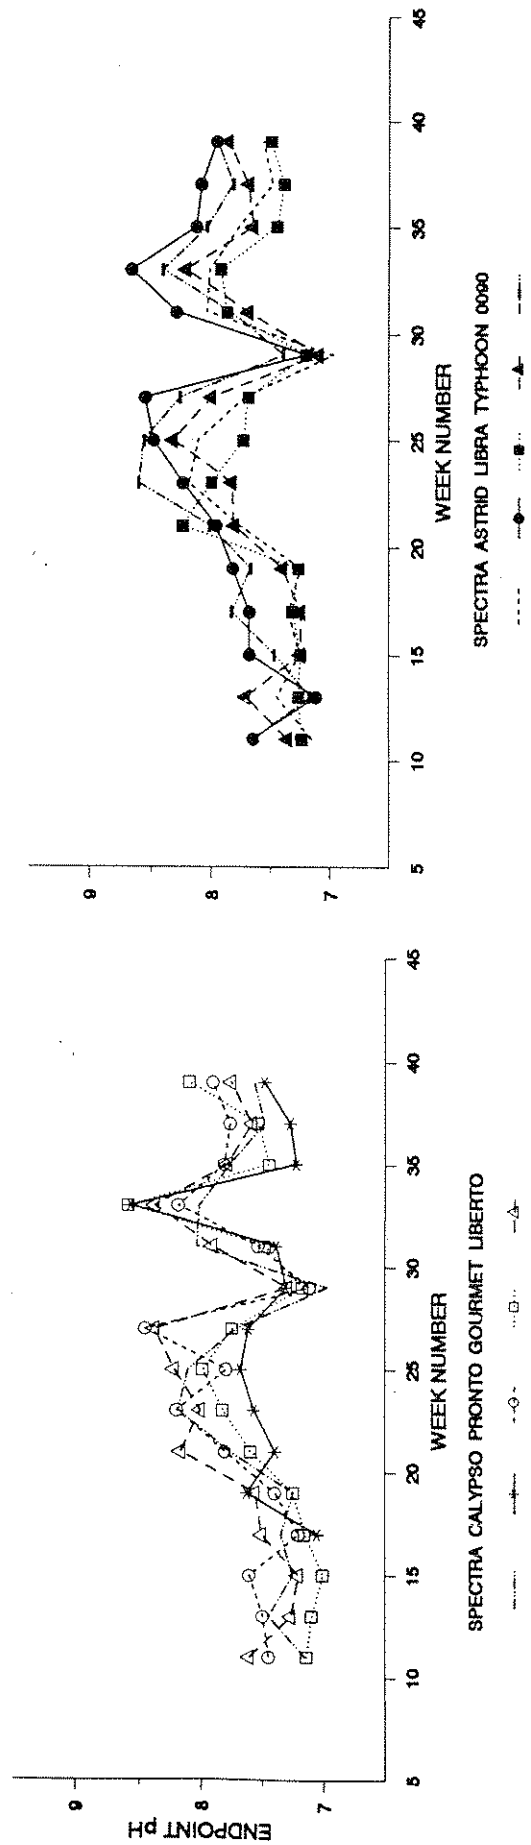 ENDPOINT pH
9
8
7
5 10 15 20 25 30 35 40 45
WEEK NUMBER
SPECTRA CALYPSO PRONTO GOURMET LIBERTO
9
8
7
5 10 15 20 25 30 35 40 45
WEEK NUMBER
SPECTRA ASTRID LIBRA TYPHOON 0090